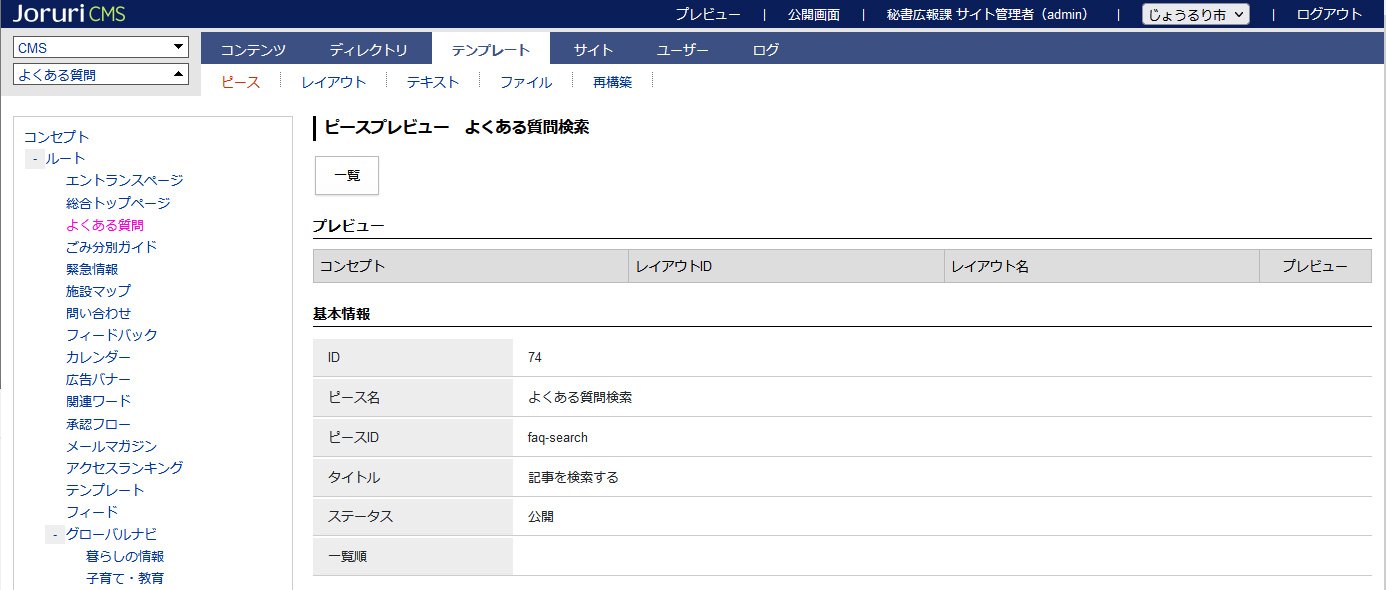 Joruri CMS
プレビュー | 公開画面 | 秘書広報課 サイト管理者（admin） | じょうるり市 | ログアウト
CMS
よくある質問
コンテンツ ディレクトリ テンプレート サイト ユーザー ログ
ピース レイアウト テキスト ファイル 再構築
コンセプト
- ルート
エントランスページ
総合トップページ
よくある質問
ごみ分別ガイド
緊急情報
施設マップ
問い合わせ
フィードバック
カレンダー
広告バナー
関連ワード
承認フロー
メールマガジン
アクセスランキング
テンプレート
フィード
- グローバルナビ
暮らしの情報
子育て・教育
ピースプレビュー　よくある質問検索
一覧
プレビュー
コンセプト レイアウトID レイアウト名 プレビュー
基本情報
ID 74
ピース名 よくある質問検索
ピースID faq-search
タイトル 記事を検索する
ステータス 公開
一覧順